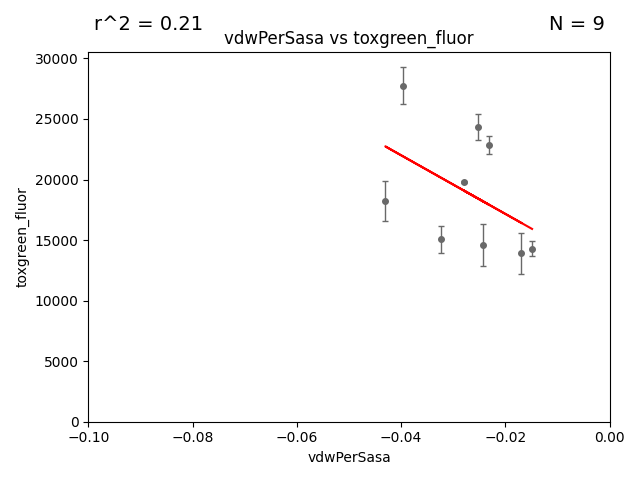 r^2 = 0.21
N = 9
vdwPerSasa vs toxgreen_fluor
30000
25000
20000
15000
10000
5000
0
toxgreen_fluor
−0.10
−0.08
−0.06
−0.04
−0.02
0.00
vdwPerSasa